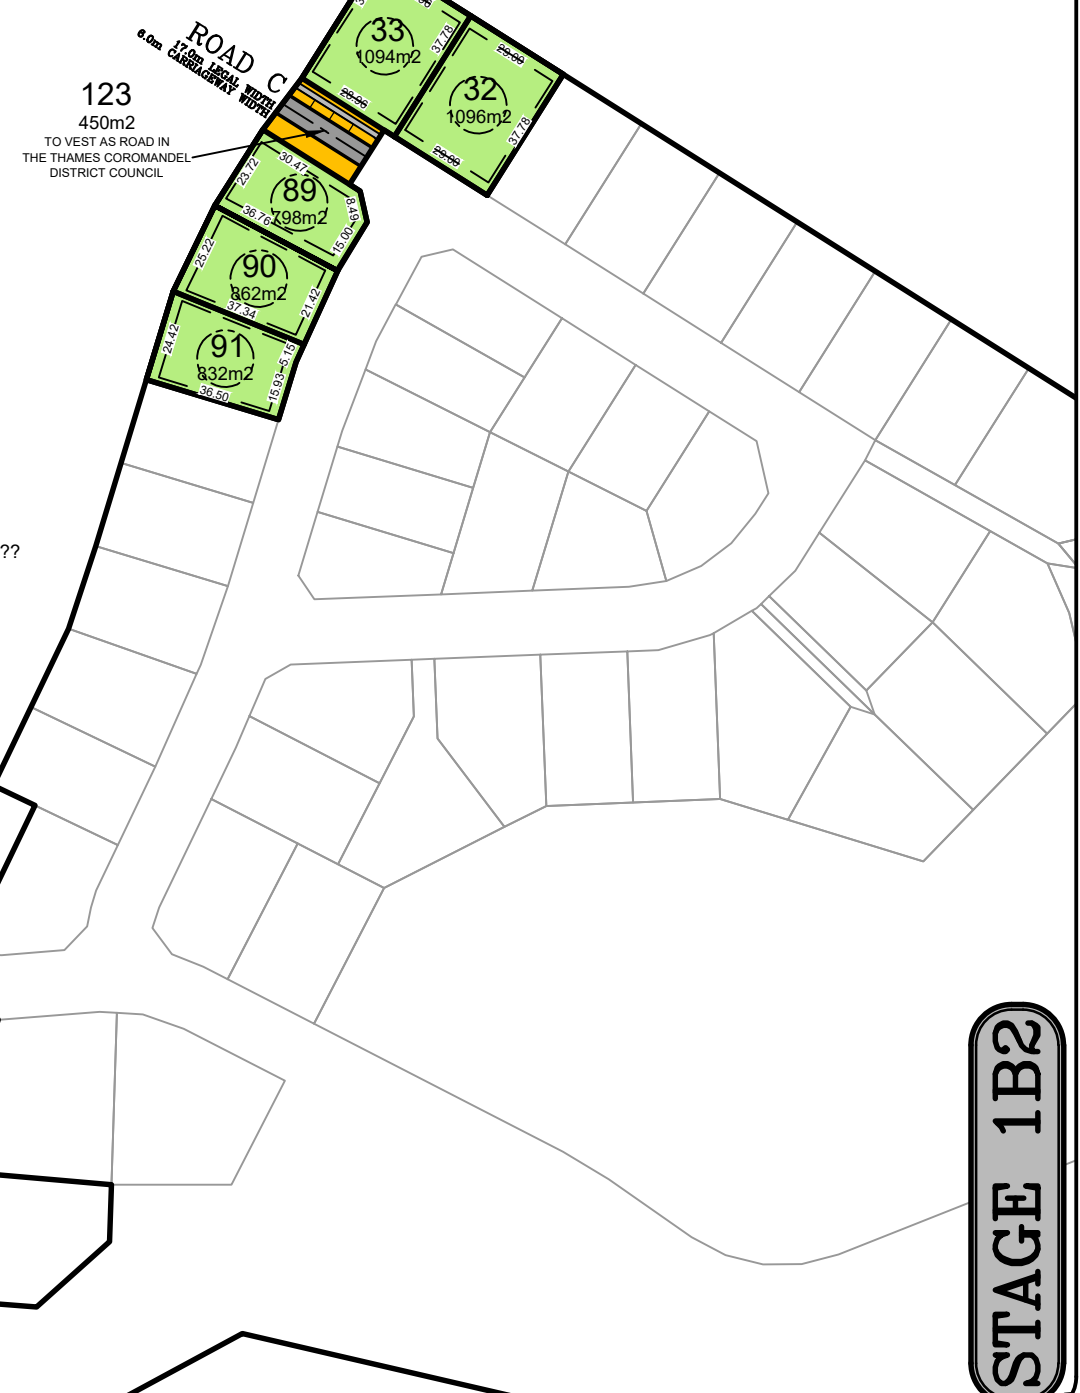 33
1094m2
37.78
28.96
29.00
32
1096m2
37.78
29.00
ROAD C
17.0m LEGAL WIDTH
6.0m CARRIAGEWAY WIDTH
123
450m2
TO VEST AS ROAD IN
THE THAMES COROMANDEL
DISTRICT COUNCIL
30.47
23.72
89
798m2
8.49
36.76
15.00
25.22
90
862m2
21.42
37.34
24.42
91
832m2
5.15
15.93
36.50
??
STAGE 1B2